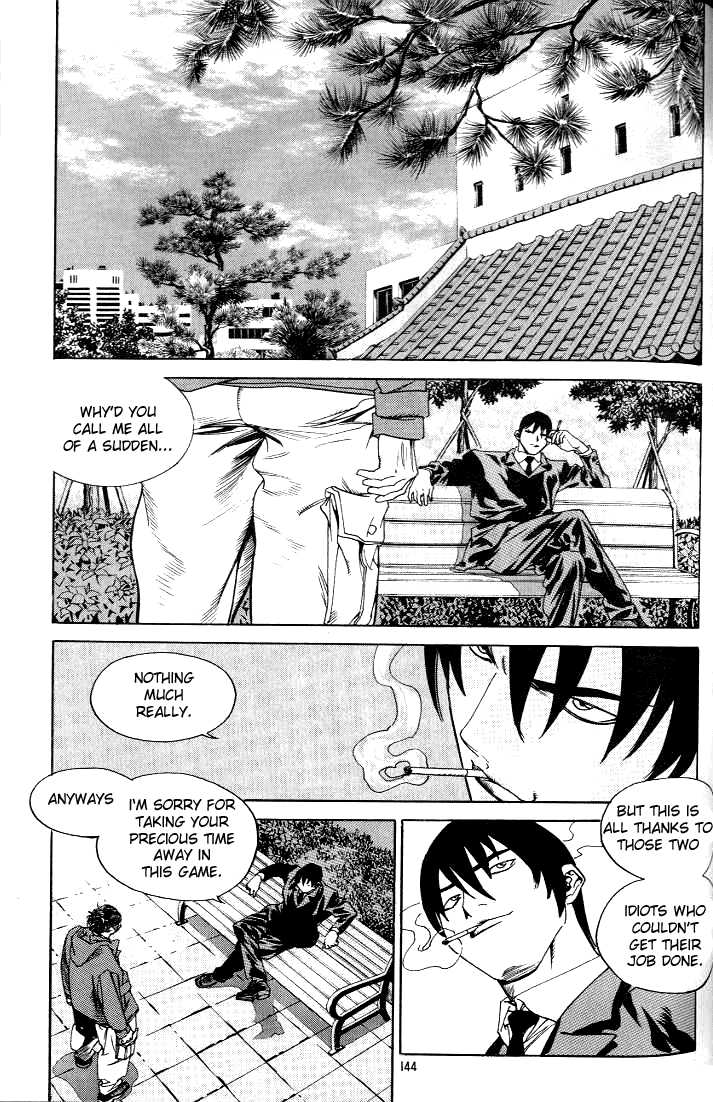 WHY'D YOU
CALL ME ALL
OF A SUDDEN...
NOTHING
MUCH
REALLY.
ANYWAYS
I'M SORRY FOR
TAKING YOUR
PRECIOUS TIME
AWAY IN
THIS GAME.
BUT THIS IS
ALL THANKS TO
THOSE TWO
IDIOTS WHO
COULDN'T
GET THEIR
JOB DONE.
144